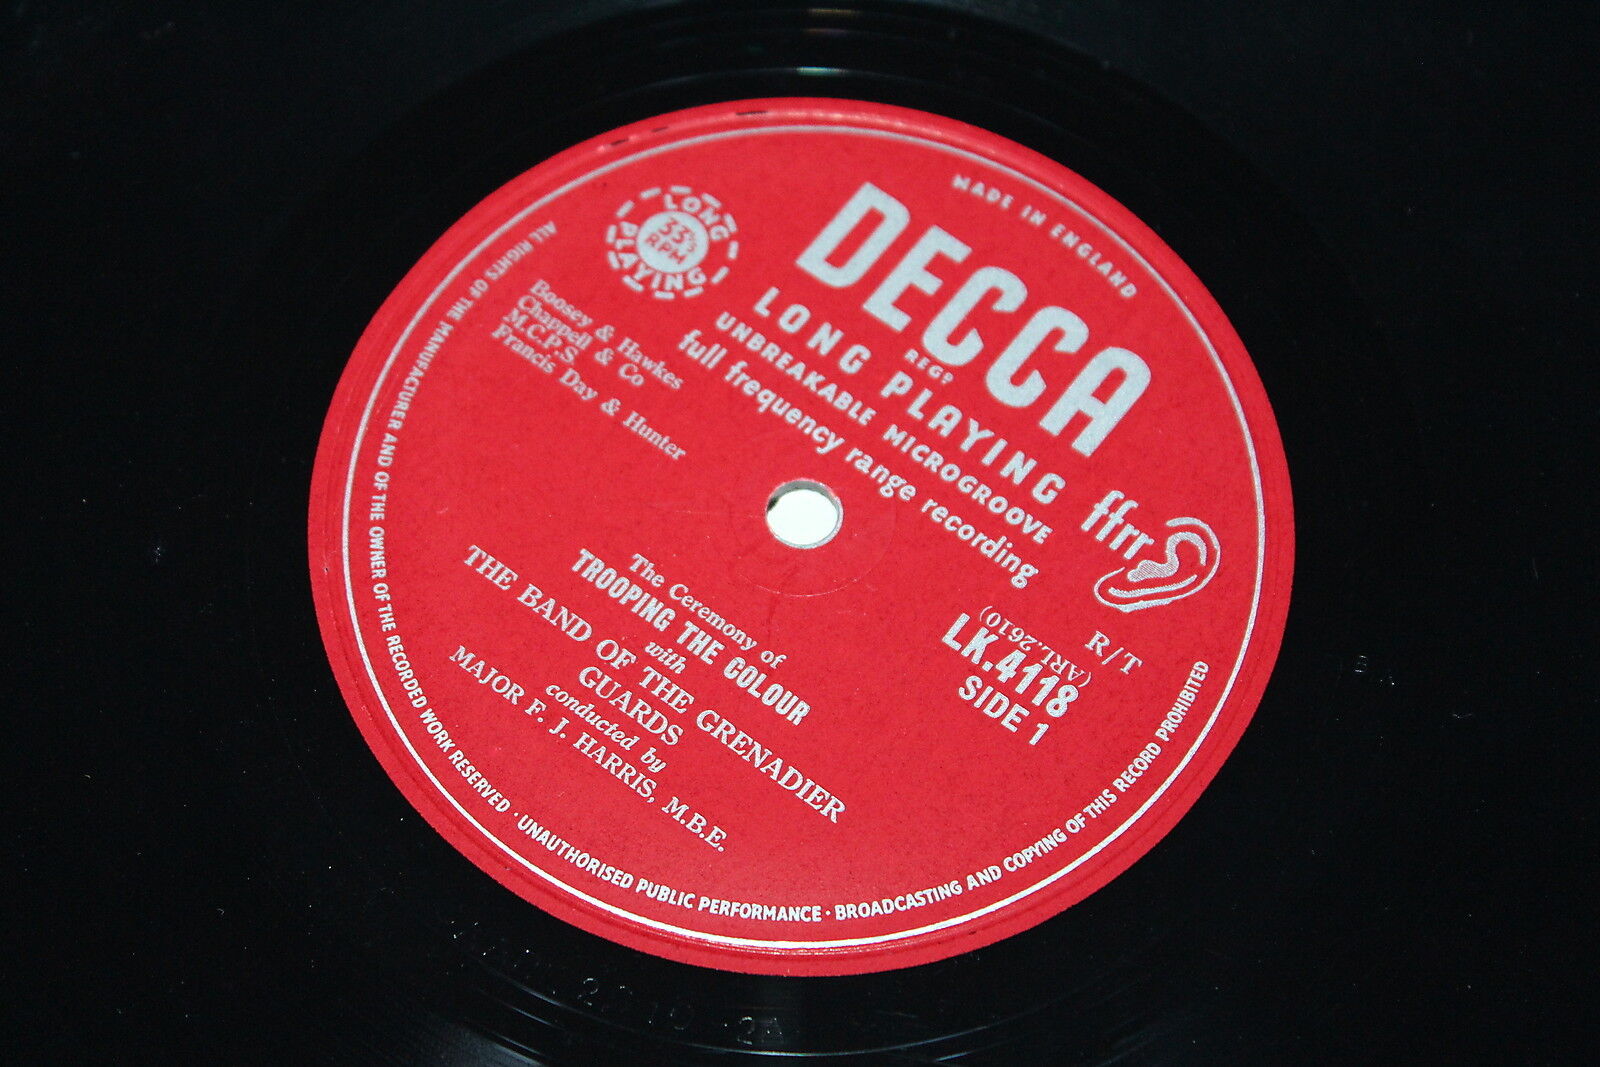 MADE IN ENGLAND
DECCA
REGD
LONG PLAYING
33⅓
RPM
LONG PLAYING
UNBREAKABLE MICROGROOVE
full frequency range recording
ffrr
Boosey & Hawkes
Chappell & Co
M.C.P.S.
Francis Day & Hunter
R/T
(ARL.2610)
LK.4118
SIDE 1
The Ceremony of
TROOPING THE COLOUR
with
THE BAND OF THE GRENADIER
GUARDS
conducted by
MAJOR F. J. HARRIS, M.B.E.
ALL RIGHTS OF THE MANUFACTURER AND OF THE OWNER OF THE RECORDED WORK RESERVED · UNAUTHORISED PUBLIC PERFORMANCE · BROADCASTING AND COPYING OF THIS RECORD PROHIBITED